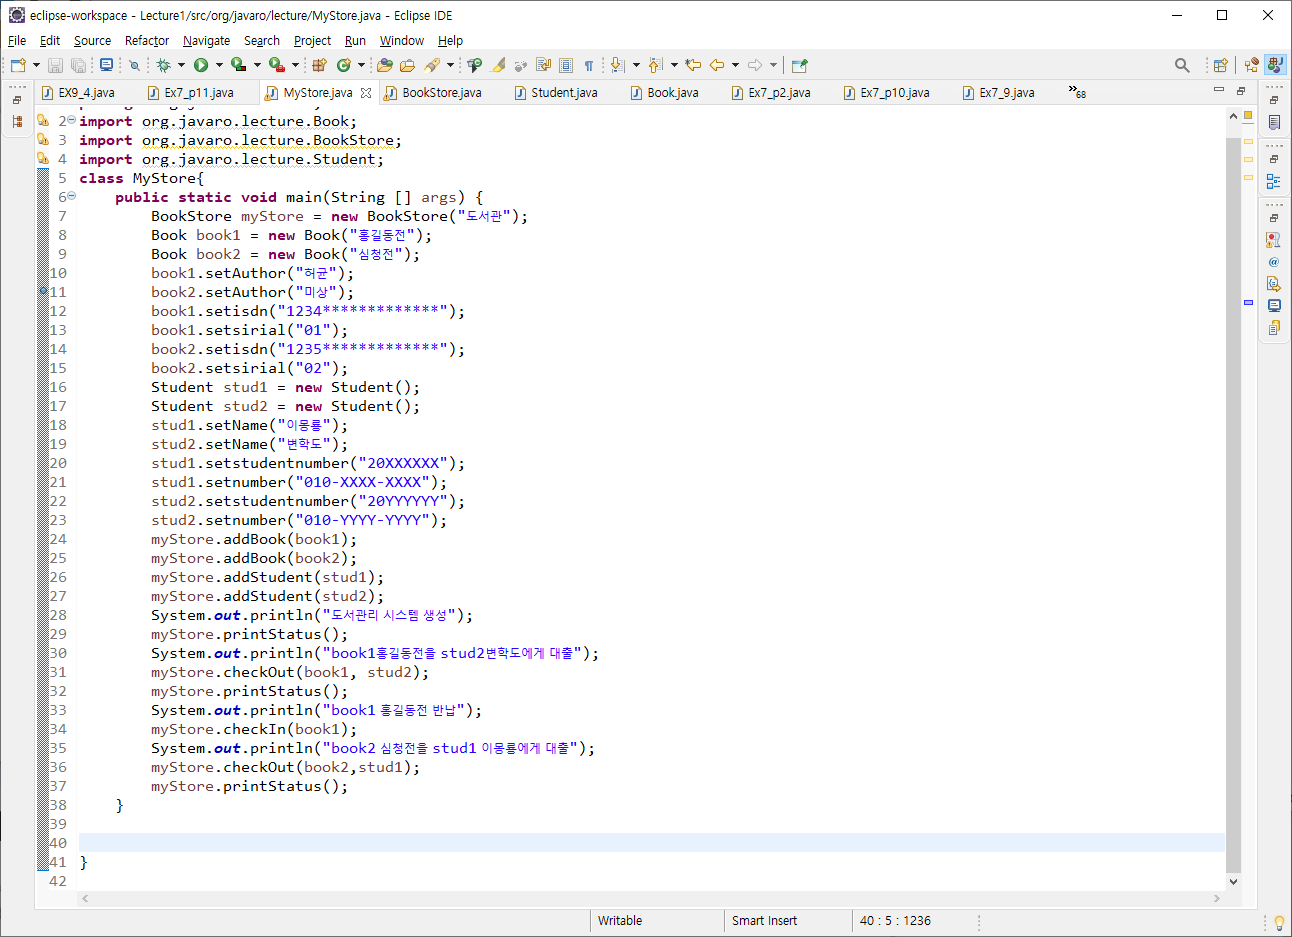 eclipse-workspace - Lecture1/src/org/javaro/lecture/MyStore.java - Eclipse IDE
File Edit Source Refactor Navigate Search Project Run Window Help
EX9_4.java Ex7_p11.java MyStore.java BookStore.java Student.java Book.java Ex7_p2.java Ex7_p10.java Ex7_9.java »68
2 import org.javaro.lecture.Book;
3 import org.javaro.lecture.BookStore;
4 import org.javaro.lecture.Student;
5 class MyStore{
6 public static void main(String [] args) {
7 BookStore myStore = new BookStore("도서관");
8 Book book1 = new Book("홍길동전");
9 Book book2 = new Book("심청전");
10 book1.setAuthor("허균");
11 book2.setAuthor("미상");
12 book1.setisdn("1234*************");
13 book1.setsirial("01");
14 book2.setisdn("1235*************");
15 book2.setsirial("02");
16 Student stud1 = new Student();
17 Student stud2 = new Student();
18 stud1.setName("이몽룡");
19 stud2.setName("변학도");
20 stud1.setstudentnumber("20XXXXXX");
21 stud1.setnumber("010-XXXX-XXXX");
22 stud2.setstudentnumber("20YYYYYY");
23 stud2.setnumber("010-YYYY-YYYY");
24 myStore.addBook(book1);
25 myStore.addBook(book2);
26 myStore.addStudent(stud1);
27 myStore.addStudent(stud2);
28 System.out.println("도서관리 시스템 생성");
29 myStore.printStatus();
30 System.out.println("book1홍길동전을 stud2변학도에게 대출");
31 myStore.checkOut(book1, stud2);
32 myStore.printStatus();
33 System.out.println("book1 홍길동전 반납");
34 myStore.checkIn(book1);
35 System.out.println("book2 심청전을 stud1 이몽룡에게 대출");
36 myStore.checkOut(book2,stud1);
37 myStore.printStatus();
38 }
39
40
41 }
42
Writable Smart Insert 40 : 5 : 1236